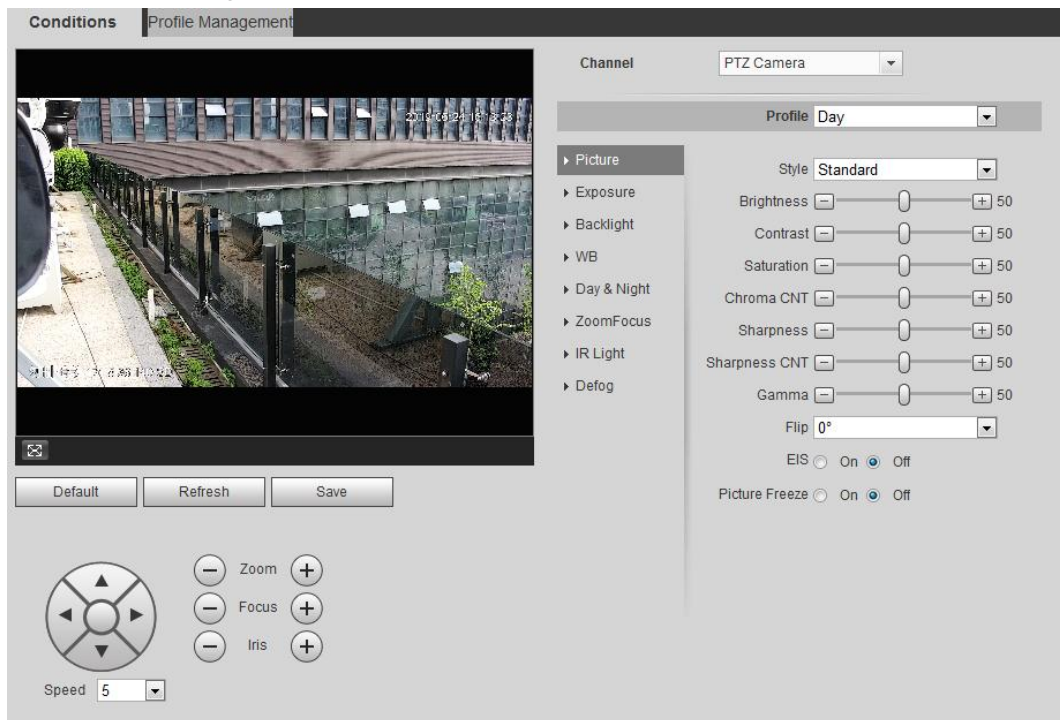 Conditions
Profile Management
Channel
PTZ Camera
Profile
Day
Picture
Exposure
Backlight
WB
Day & Night
ZoomFocus
IR Light
Defog
Style
Standard
Brightness
50
Contrast
50
Saturation
50
Chroma CNT
50
Sharpness
50
Sharpness CNT
50
Gamma
50
Flip
0°
EIS
On
Off
Picture Freeze
On
Off
Default
Refresh
Save
Zoom
Focus
Iris
Speed
5